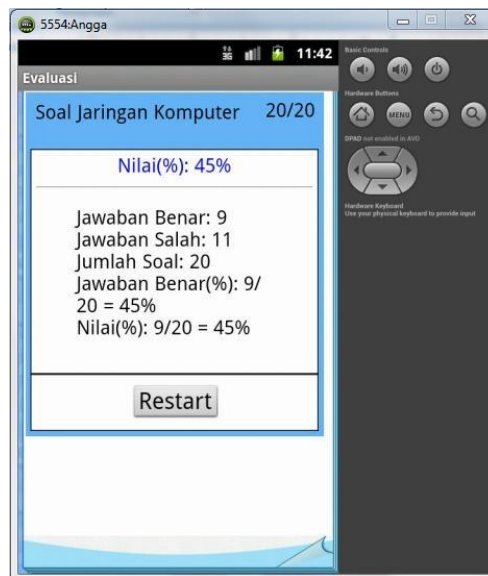 5554:Angga
3G
11:42
Evaluasi
Soal Jaringan Komputer 20/20
Nilai(%): 45%
Jawaban Benar: 9
Jawaban Salah: 11
Jumlah Soal: 20
Jawaban Benar(%): 9/
20 = 45%
Nilai(%): 9/20 = 45%
Restart
Basic Controls
Hardware Buttons
MENU
DPAD not enabled in AVD
Hardware Keyboard
Use your physical keyboard to provide input